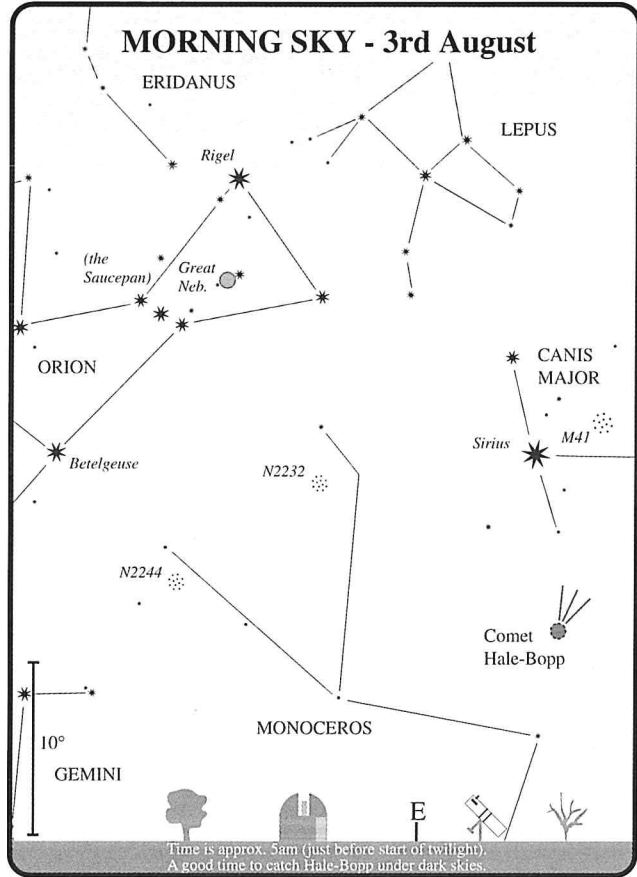 MORNING SKY - 3rd August
ERIDANUS
LEPUS
Rigel
(the
Saucepan)
Great
Neb.
ORION
CANIS
MAJOR
M41
Sirius
Betelgeuse
N2232
N2244
Comet
Hale-Bopp
MONOCEROS
10°
GEMINI
E
Time is approx. 5am (just before start of twilight).
A good time to catch Hale-Bopp under dark skies.